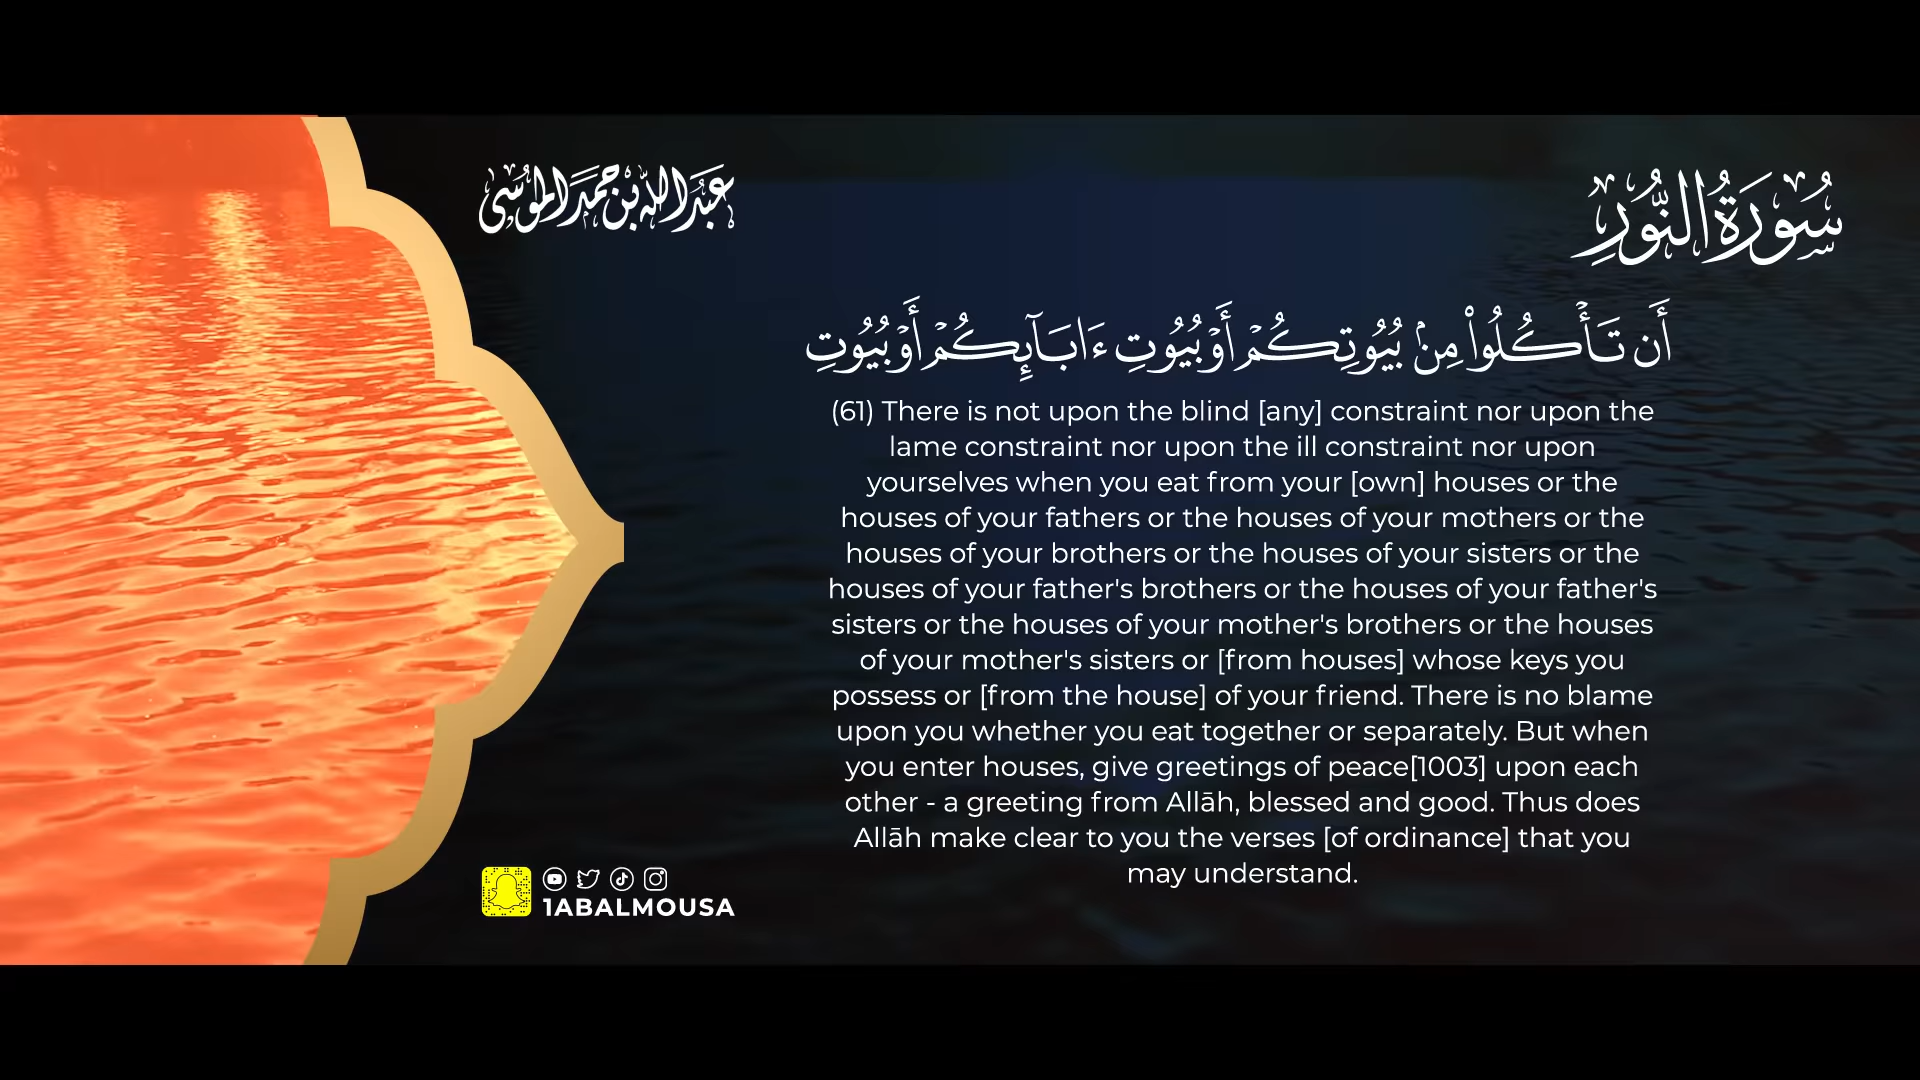 عَبْدُ اللَّه بْن حَمَد المُوسَى
سُورَةُ النُّورِ
أَن تَأْكُلُوا۟ مِنۢ بُيُوتِكُمْ أَوْ بُيُوتِ ءَابَآئِكُمْ أَوْ بُيُوتِ
(61) There is not upon the blind [any] constraint nor upon the
lame constraint nor upon the ill constraint nor upon
yourselves when you eat from your [own] houses or the
houses of your fathers or the houses of your mothers or the
houses of your brothers or the houses of your sisters or the
houses of your father's brothers or the houses of your father's
sisters or the houses of your mother's brothers or the houses
of your mother's sisters or [from houses] whose keys you
possess or [from the house] of your friend. There is no blame
upon you whether you eat together or separately. But when
you enter houses, give greetings of peace[1003] upon each
other - a greeting from Allāh, blessed and good. Thus does
Allāh make clear to you the verses [of ordinance] that you
may understand.
1ABALMOUSA